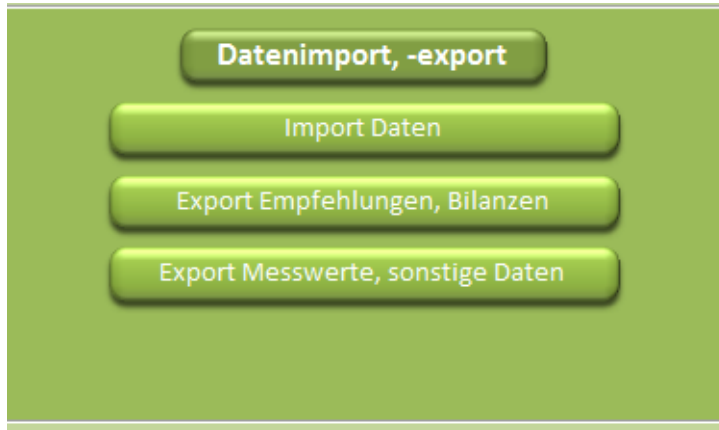 Datenimport, -export
Import Daten
Export Empfehlungen, Bilanzen
Export Messwerte, sonstige Daten